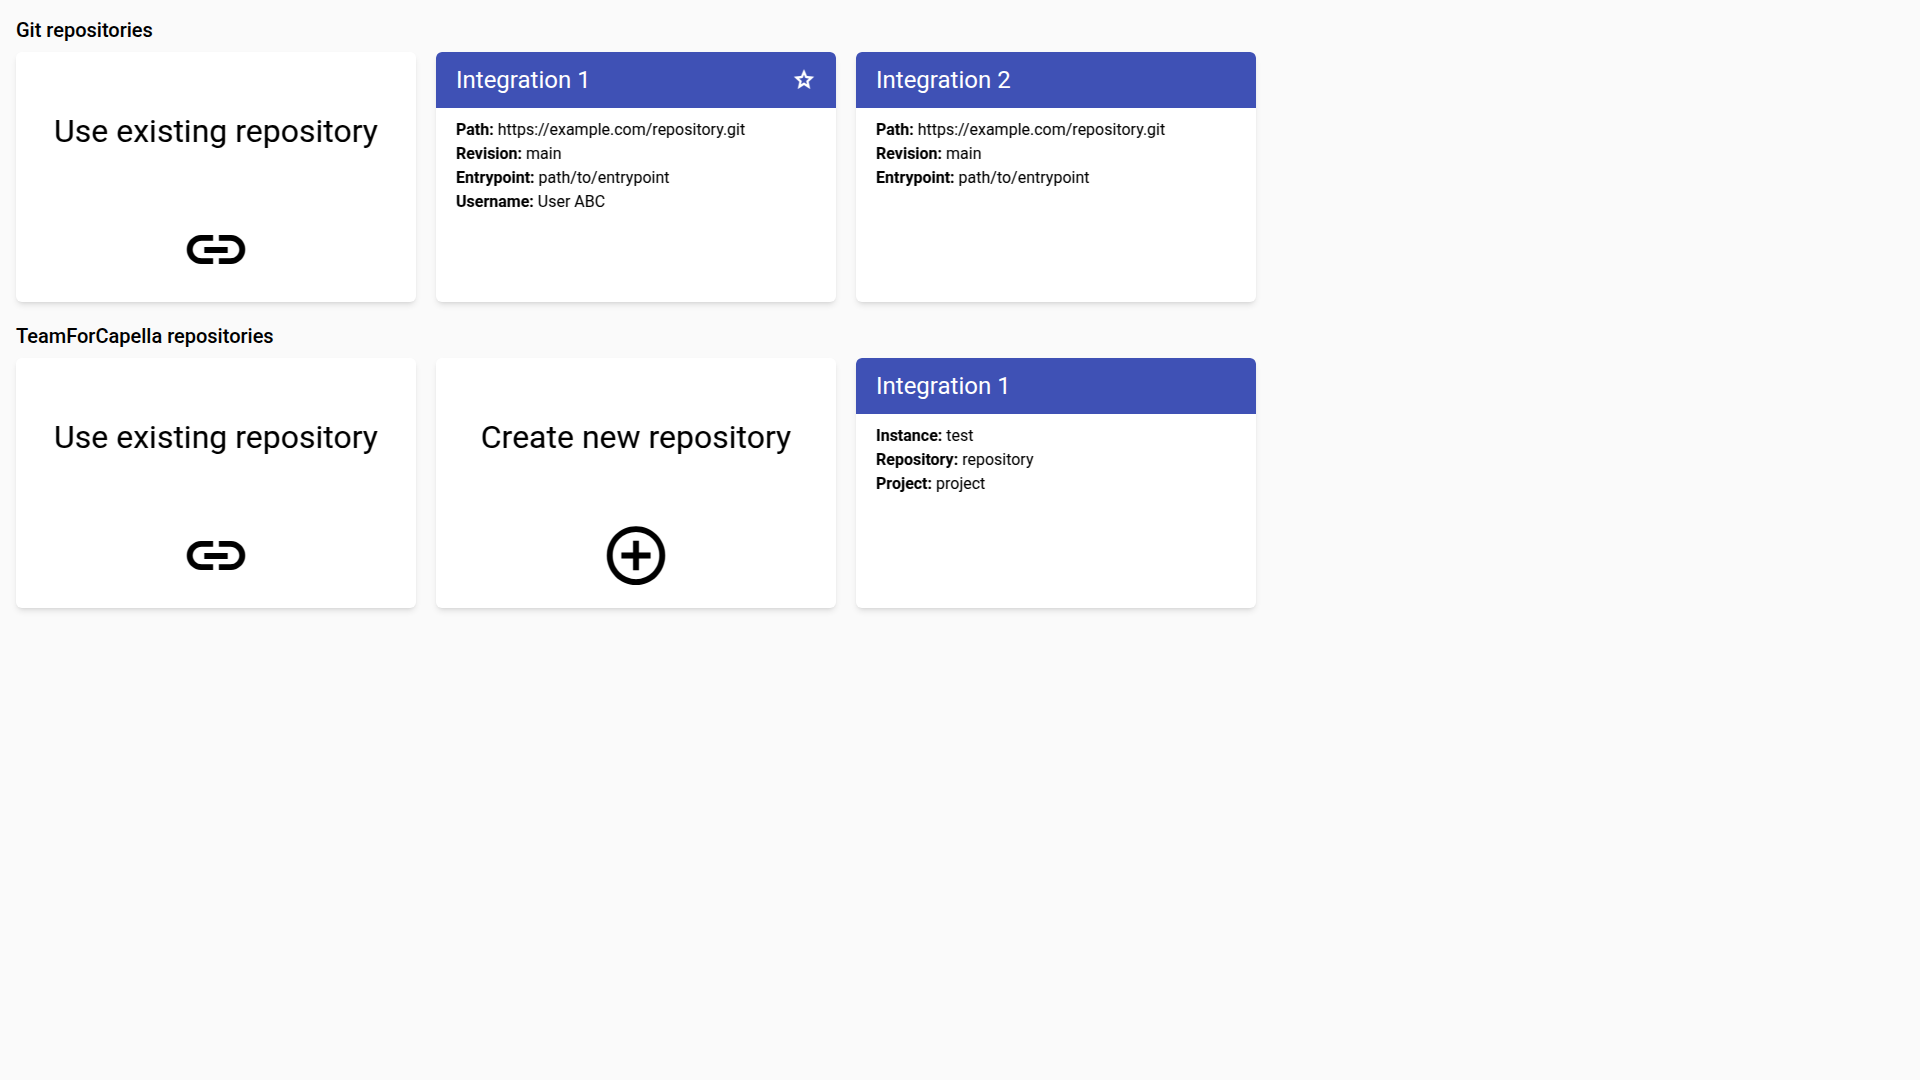 Git repositories
Use existing repository
Integration 1
Path: https://example.com/repository.git
Revision: main
Entrypoint: path/to/entrypoint
Username: User ABC
Integration 2
Path: https://example.com/repository.git
Revision: main
Entrypoint: path/to/entrypoint
TeamForCapella repositories
Use existing repository
Create new repository
Integration 1
Instance: test
Repository: repository
Project: project